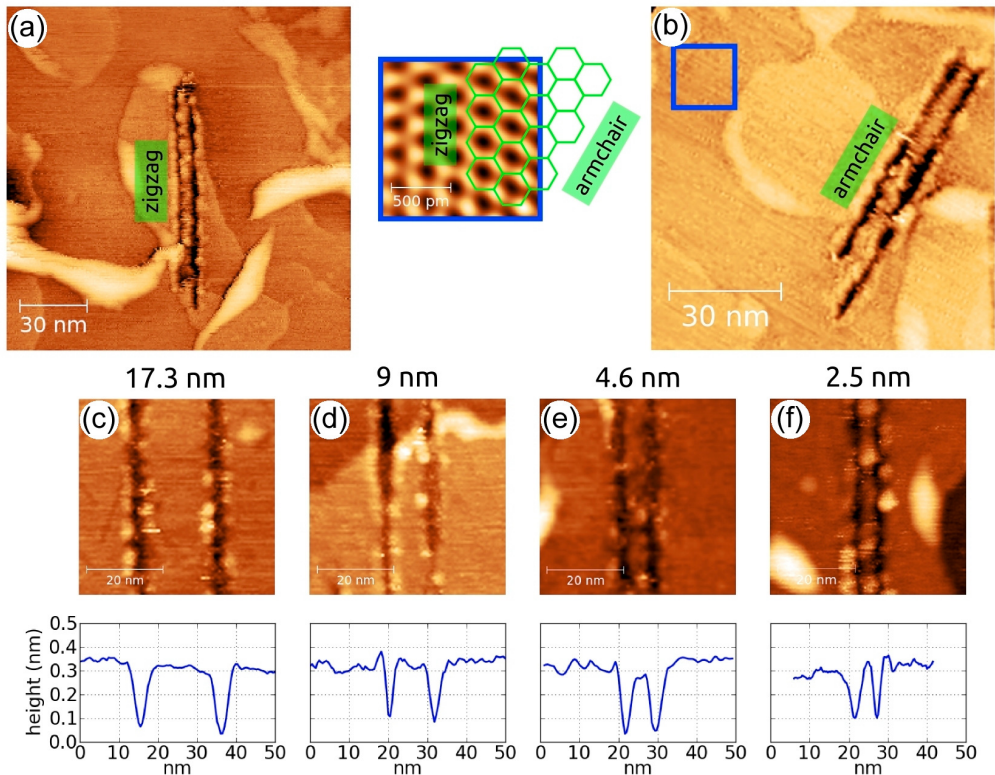 (a)
zigzag
30 nm
zigzag
500 pm
armchair
(b)
armchair
30 nm
17.3 nm
9 nm
4.6 nm
2.5 nm
(c)
20 nm
(d)
20 nm
(e)
20 nm
(f)
20 nm
height (nm)
0.5
0.4
0.3
0.2
0.1
0.0
0 10 20 30 40 50
nm
0 10 20 30 40 50
nm
0 10 20 30 40 50
nm
0 10 20 30 40 50
nm